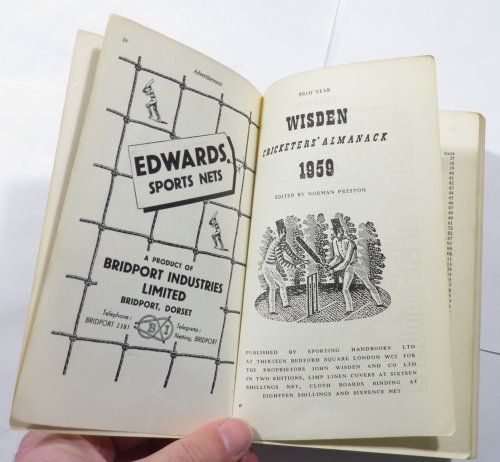 iv
Advertisement
EDWARDS.
SPORTS NETS
A PRODUCT OF
BRIDPORT INDUSTRIES
LIMITED
BRIDPORT, DORSET
Telephone :
BRIDPORT 2381
Telegrams :
Netting, BRIDPORT
96TH YEAR
WISDEN
CRICKETERS' ALMANACK
1959
EDITED BY NORMAN PRESTON
PUBLISHED BY SPORTING HANDBOOKS LTD
AT THIRTEEN BEDFORD SQUARE LONDON WC1 FOR
THE PROPRIETORS JOHN WISDEN AND CO LTD
IN TWO EDITIONS, LIMP LINEN COVERS AT SIXTEEN
SHILLINGS NET, CLOTH BOARDS BINDING AT
EIGHTEEN SHILLINGS AND SIXPENCE NET
PAGE